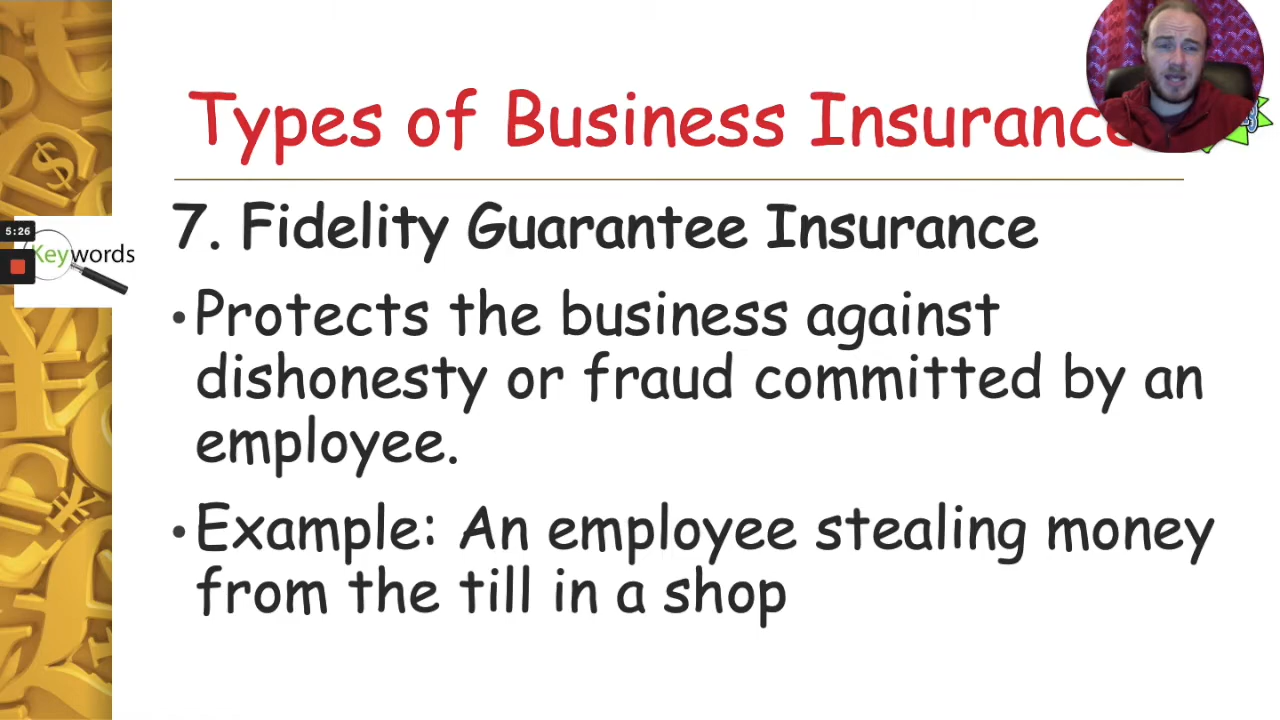 Types of Business Insurance
7. Fidelity Guarantee Insurance
5:26
Keywords
• Protects the business against
dishonesty or fraud committed by an
employee.
• Example: An employee stealing money
from the till in a shop